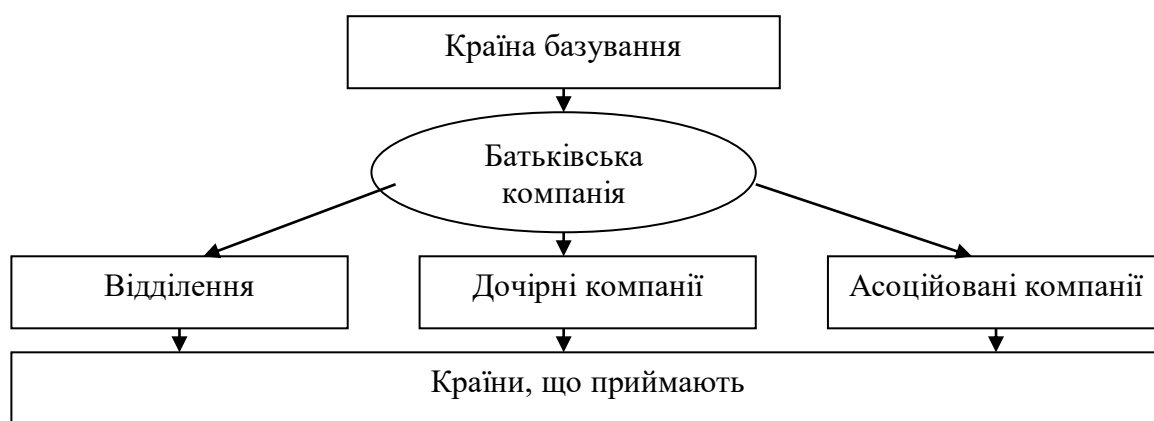 Країна базування
Батьківська
компанія
Відділення
Дочірні компанії
Асоційовані компанії
Країни, що приймають